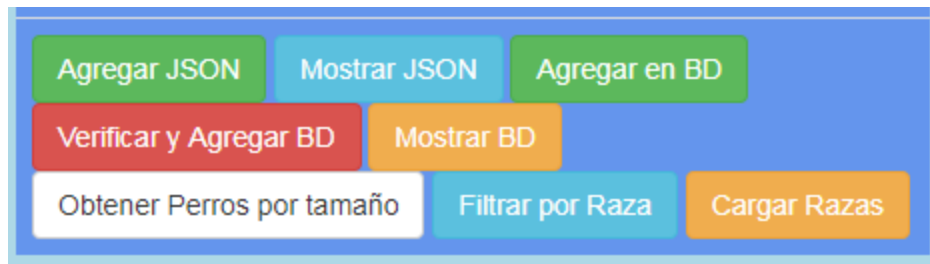 Agregar JSON Mostrar JSON Agregar en BD
Verificar y Agregar BD Mostrar BD
Obtener Perros por tamaño Filtrar por Raza Cargar Razas